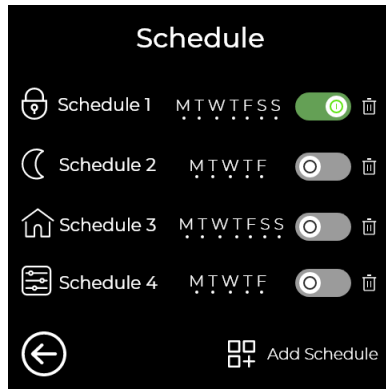 Schedule
Schedule 1 MTWTFSS
Schedule 2 MTWTF
Schedule 3 MTWTFSS
Schedule 4 MTWTF
Add Schedule